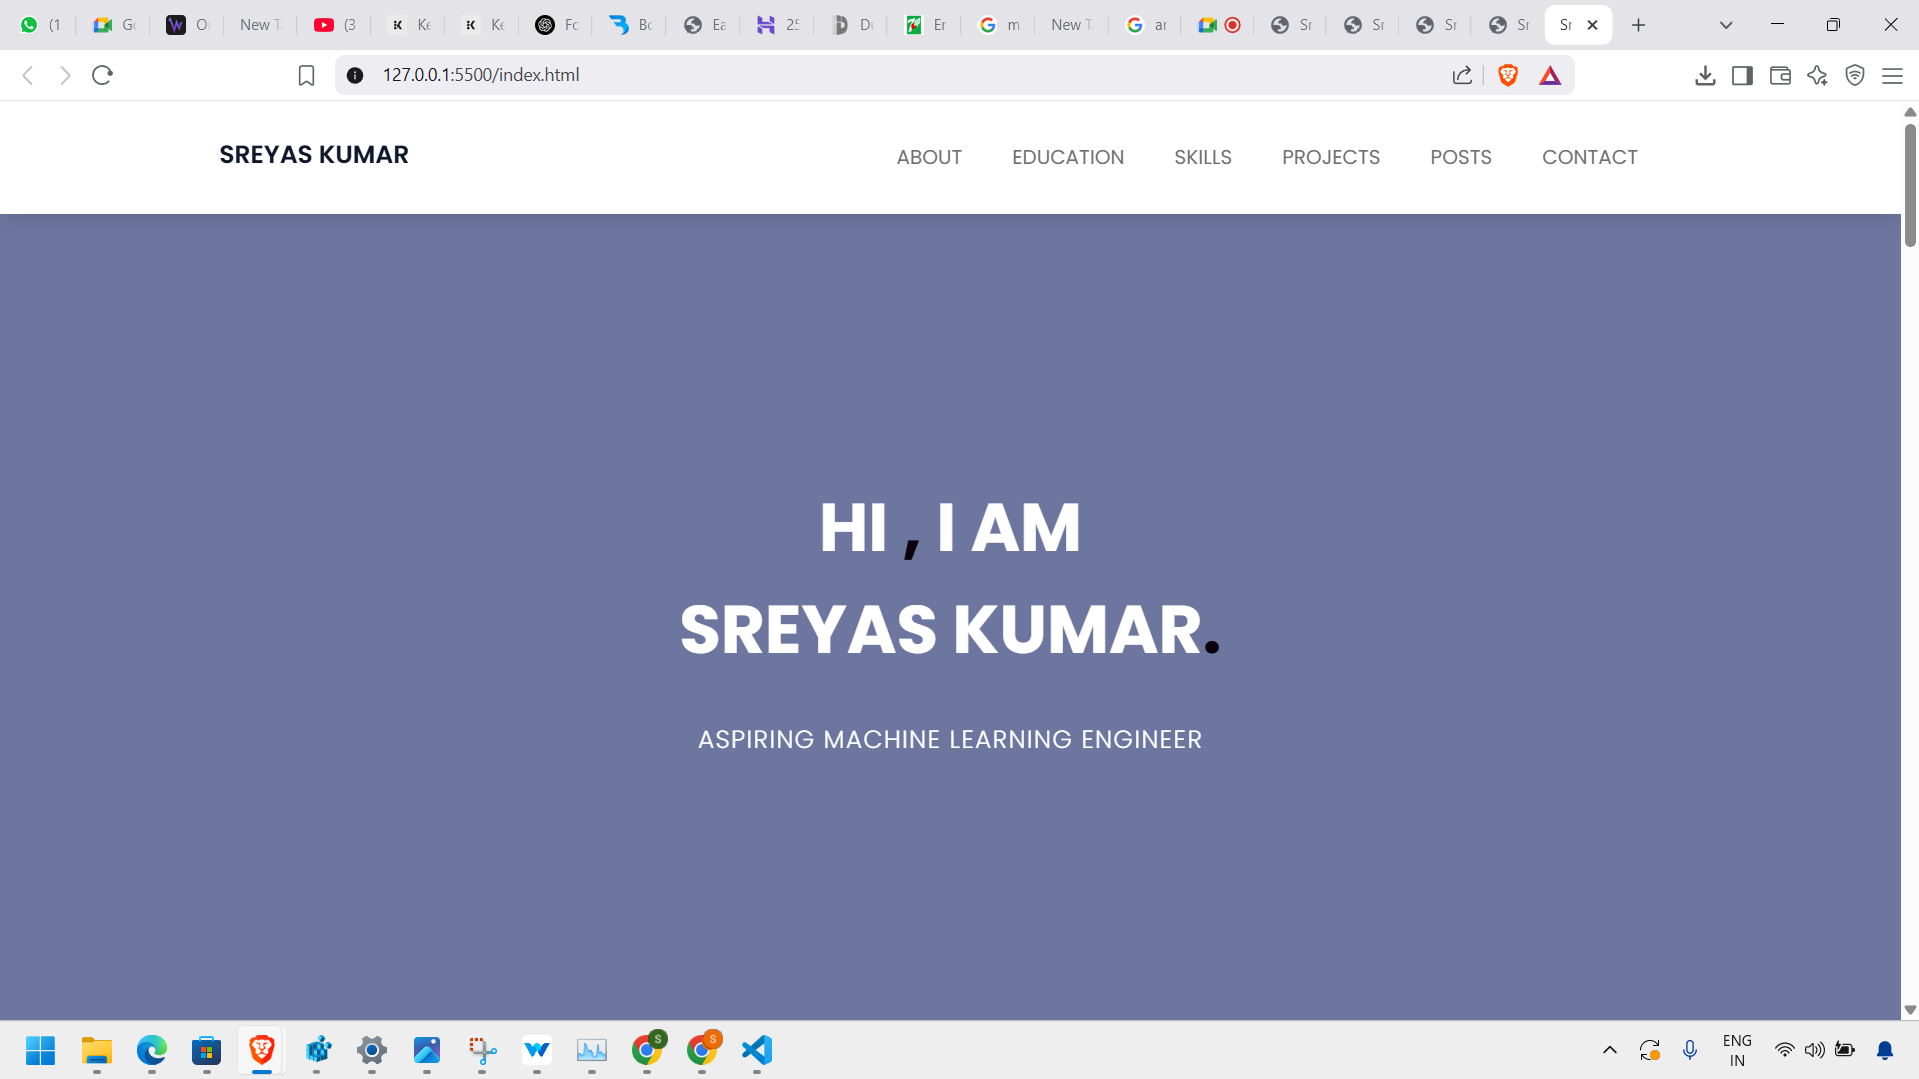 (1
Ge
O
New T
(3
Ke
Ke
Fc
Bc
Ea
25
Du
Er
m
New T
ar
Sr
Sr
Sr
Sr
Sr
127.0.0.1:5500/index.html
SREYAS KUMAR
ABOUT
EDUCATION
SKILLS
PROJECTS
POSTS
CONTACT
HI , I AM
SREYAS KUMAR.
ASPIRING MACHINE LEARNING ENGINEER
S
S
ENG
IN